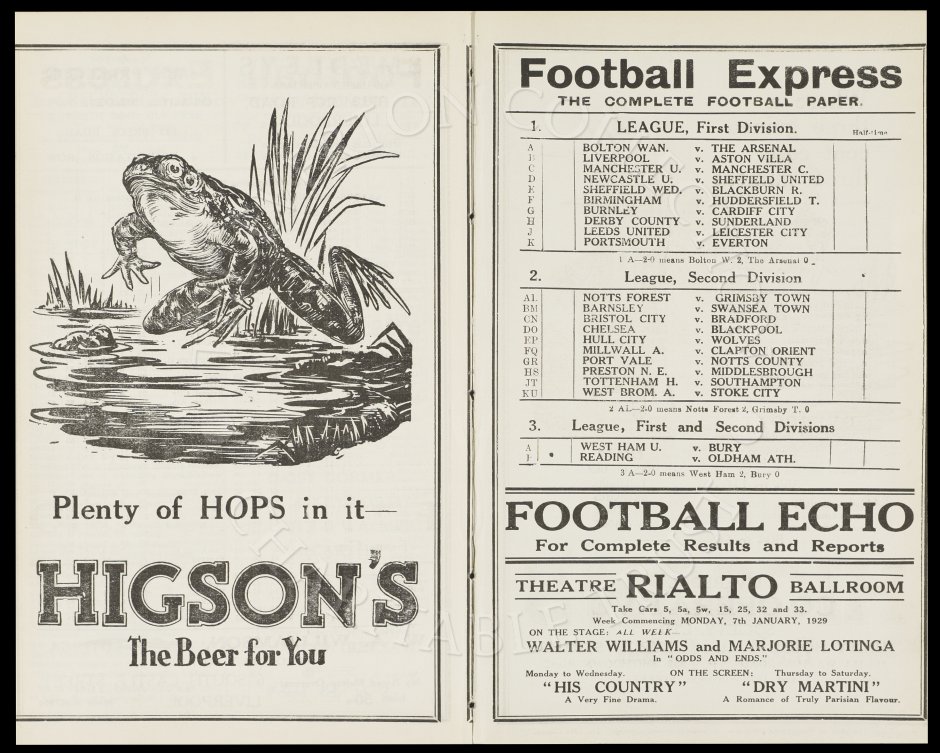 Plenty of HOPS in it—
HIGSON'S
The Beer for You
Football Express
THE COMPLETE FOOTBALL PAPER.
1. LEAGUE, First Division. Half-time
A BOLTON WAN. v. THE ARSENAL
B LIVERPOOL v. ASTON VILLA
C MANCHESTER U. v. MANCHESTER C.
D NEWCASTLE U. v. SHEFFIELD UNITED
E SHEFFIELD WED. v. BLACKBURN R.
F BIRMINGHAM v. HUDDERSFIELD T.
G BURNLEY v. CARDIFF CITY
H DERBY COUNTY v. SUNDERLAND
J LEEDS UNITED v. LEICESTER CITY
K PORTSMOUTH v. EVERTON
1 A—2-0 means Bolton W. 2, The Arsenal 0
2. League, Second Division
AL NOTTS FOREST v. GRIMSBY TOWN
BM BARNSLEY v. SWANSEA TOWN
CN BRISTOL CITY v. BRADFORD
DO CHELSEA v. BLACKPOOL
EP HULL CITY v. WOLVES
FQ MILLWALL A. v. CLAPTON ORIENT
GR PORT VALE v. NOTTS COUNTY
HS PRESTON N. E. v. MIDDLESBROUGH
JT TOTTENHAM H. v. SOUTHAMPTON
KU WEST BROM. A. v. STOKE CITY
2 AL—2-0 means Notts Forest 2, Grimsby T. 0
3. League, First and Second Divisions
A WEST HAM U. v. BURY
READING v. OLDHAM ATH.
3 A—2-0 means West Ham 2, Bury 0
FOOTBALL ECHO
For Complete Results and Reports
THEATRE RIALTO BALLROOM
Take Cars 5, 5a, 5w, 15, 25, 32 and 33.
Week Commencing MONDAY, 7th JANUARY, 1929
ON THE STAGE: ALL WEEK—
WALTER WILLIAMS and MARJORIE LOTINGA
In "ODDS AND ENDS."
Monday to Wednesday. ON THE SCREEN: Thursday to Saturday.
"HIS COUNTRY" "DRY MARTINI"
A Very Fine Drama. A Romance of Truly Parisian Flavour.